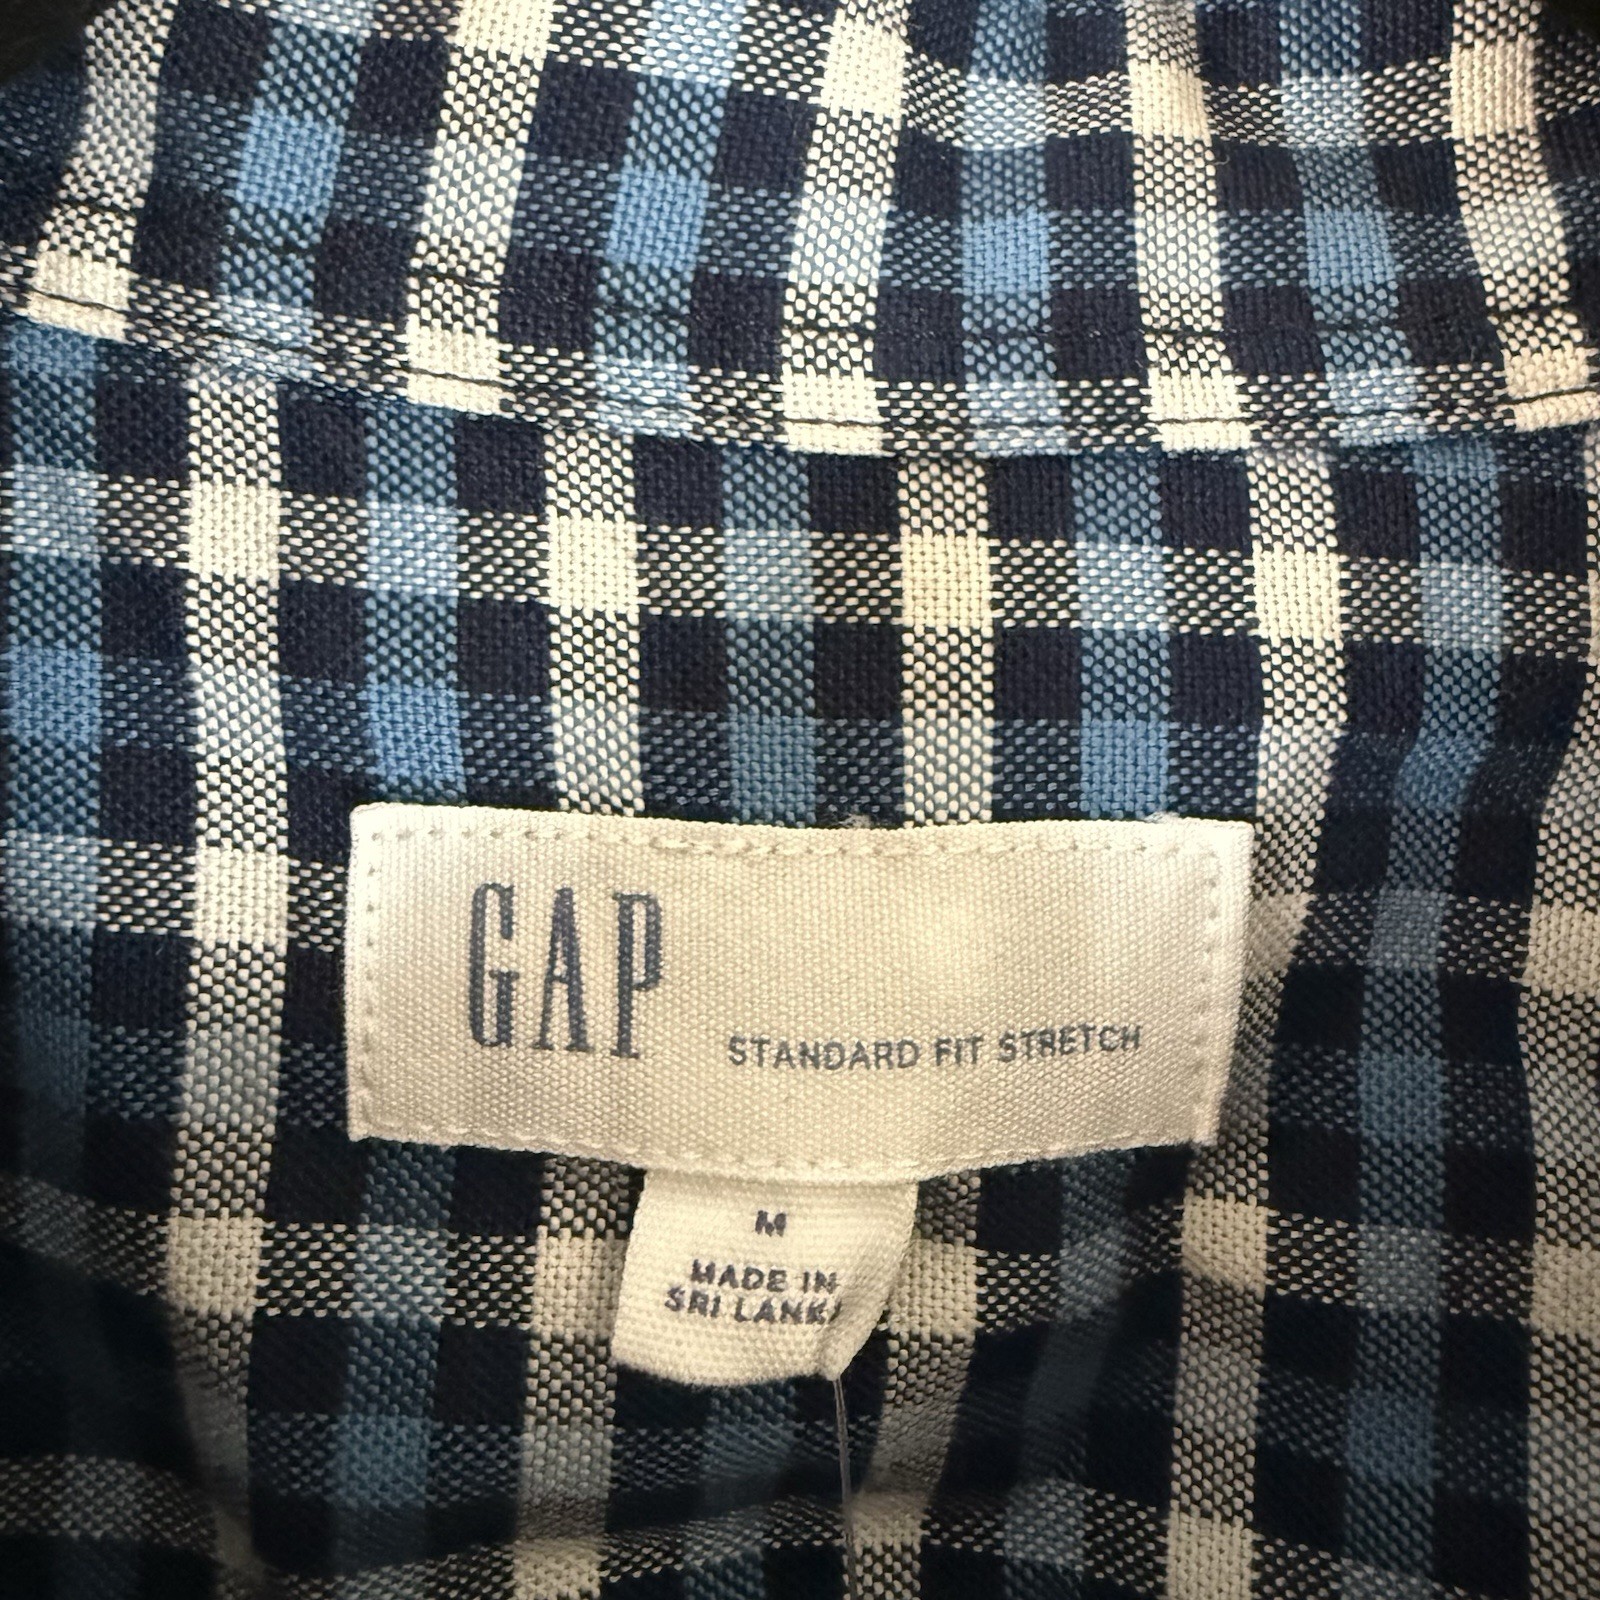 GAP
STANDARD FIT STRETCH
M
MADE IN
SRI LANKA